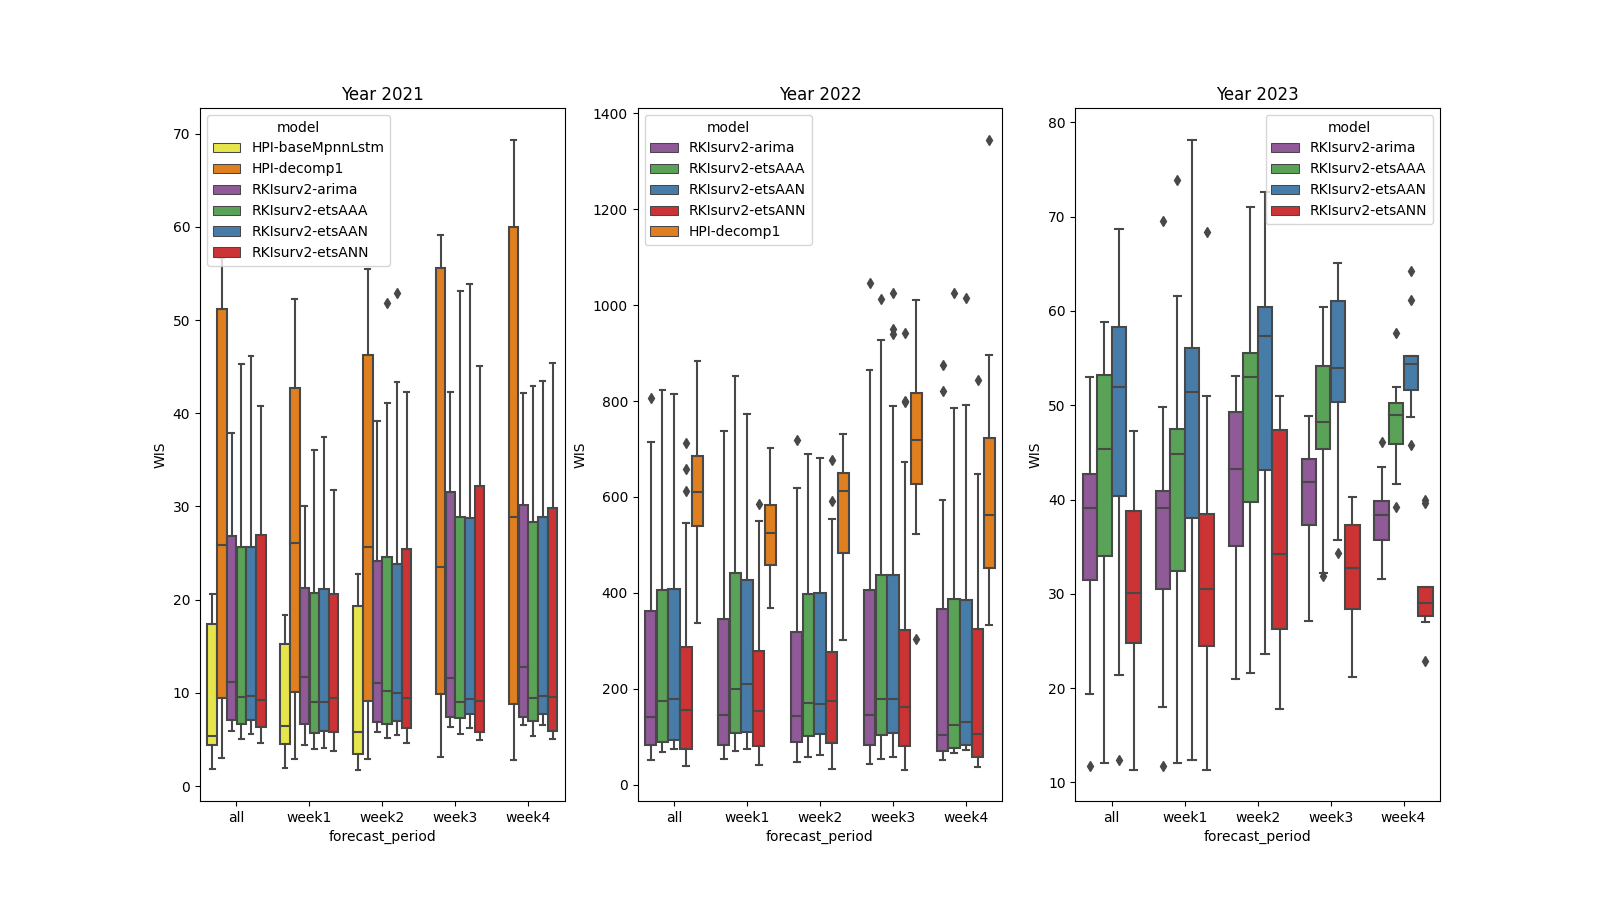 Year 2021
70
60
50
40
30
20
10
0
WIS
model
HPI-baseMpnnLstm
HPI-decomp1
RKIsurv2-arima
RKIsurv2-etsAAA
RKIsurv2-etsAAN
RKIsurv2-etsANN
all week1 week2 week3 week4
forecast_period
Year 2022
1400
1200
1000
800
600
400
200
0
WIS
model
RKIsurv2-arima
RKIsurv2-etsAAA
RKIsurv2-etsAAN
RKIsurv2-etsANN
HPI-decomp1
all week1 week2 week3 week4
forecast_period
Year 2023
80
70
60
50
40
30
20
10
WIS
model
RKIsurv2-arima
RKIsurv2-etsAAA
RKIsurv2-etsAAN
RKIsurv2-etsANN
all week1 week2 week3 week4
forecast_period